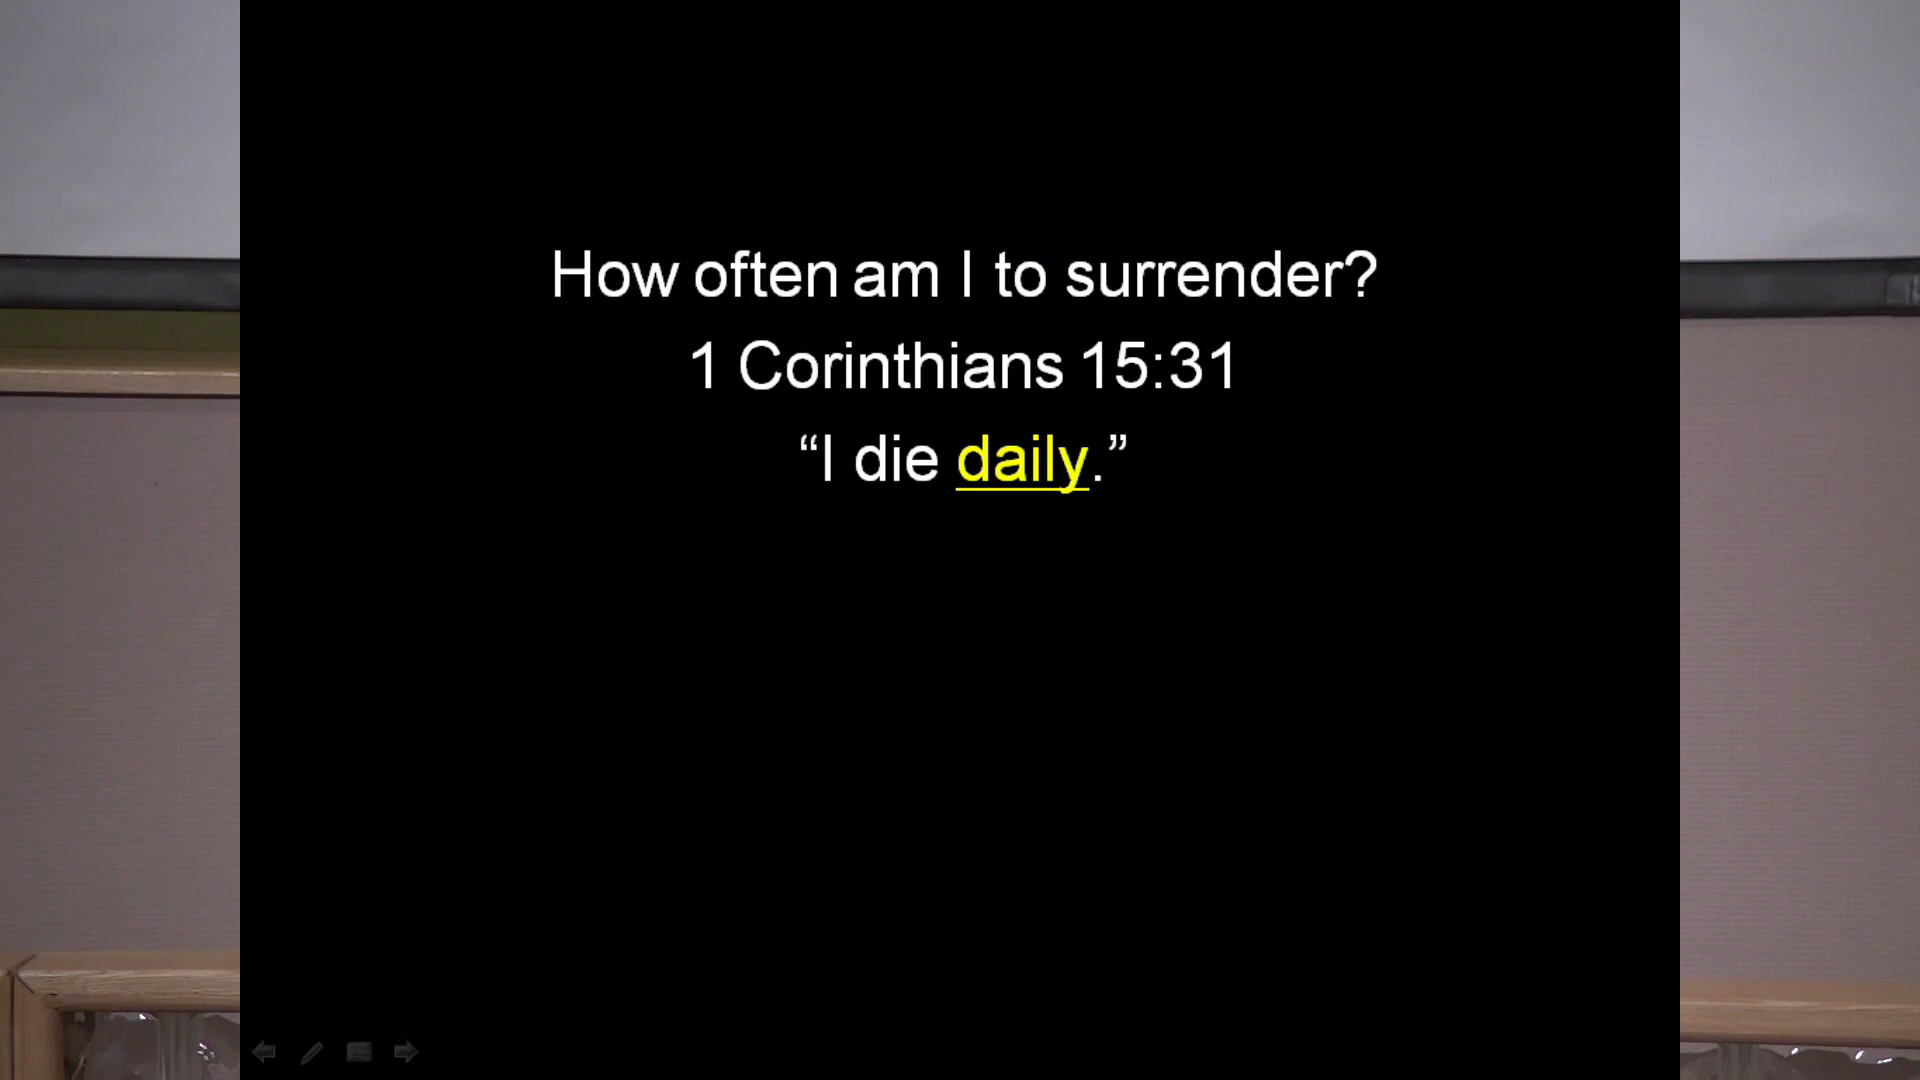 How often am I to surrender?
1 Corinthians 15:31
“I die daily.”